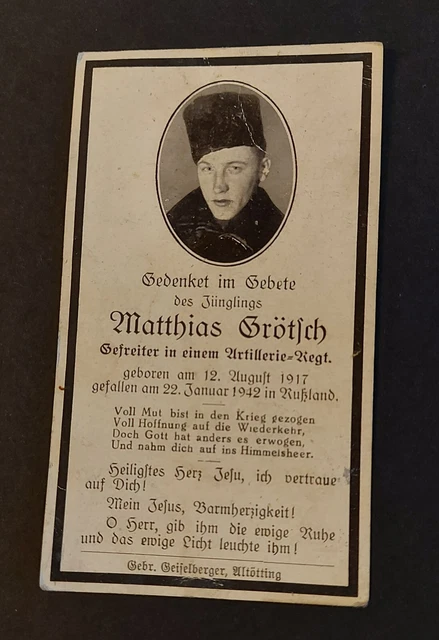 Gedenket im Gebete
des Jünglings
Matthias Grötsch
Gefreiter in einem Artillerie-Regt.
geboren am 12. August 1917
gefallen am 22. Januar 1942 in Rußland.
Voll Mut bist in den Krieg gezogen
Voll Hoffnung auf die Wiederkehr,
Doch Gott hat anders es erwogen,
Und nahm dich auf ins Himmelsheer.
Heiligstes Herz Jesu, ich vertraue
auf Dich!
Mein Jesus, Barmherzigkeit!
O Herr, gib ihm die ewige Ruhe
und das ewige Licht leuchte ihm!
Gebr. Geiselberger, Altötting